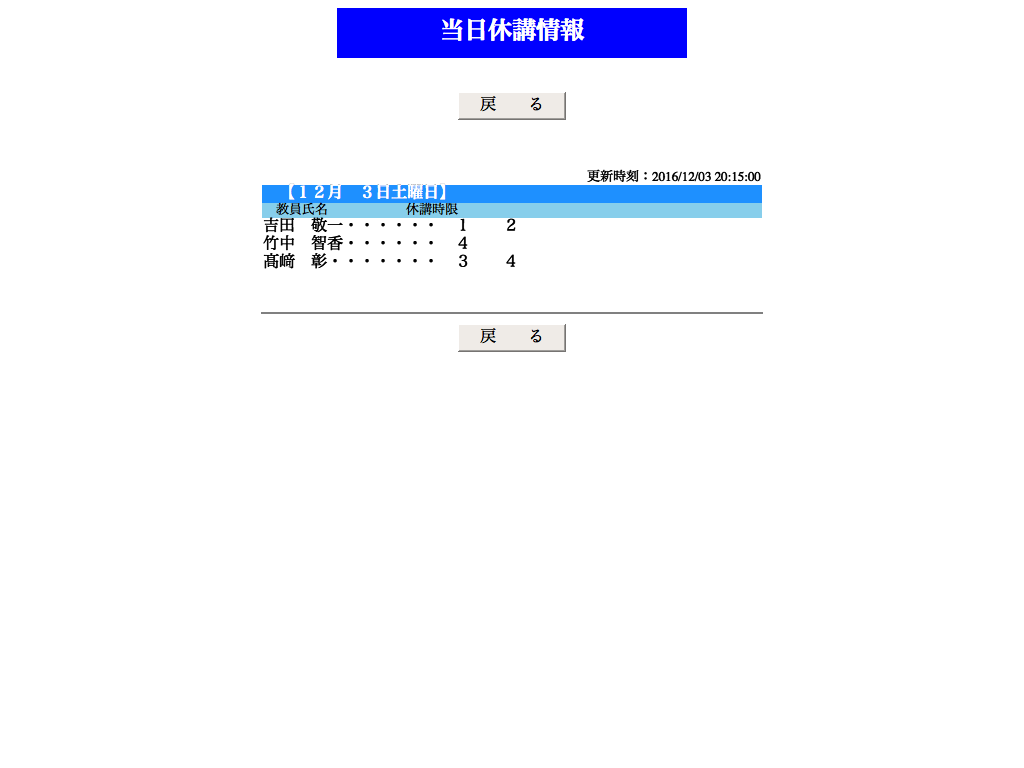 当日休講情報
戻　　る
更新時刻：2016/12/03 20:15:00
【１２月　３日土曜日】
教員氏名　　　　　　休講時限
吉田　敬一・・・・・・　１　　２
竹中　智香・・・・・・　４
髙﨑　彰・・・・・・・　３　　４
戻　　る